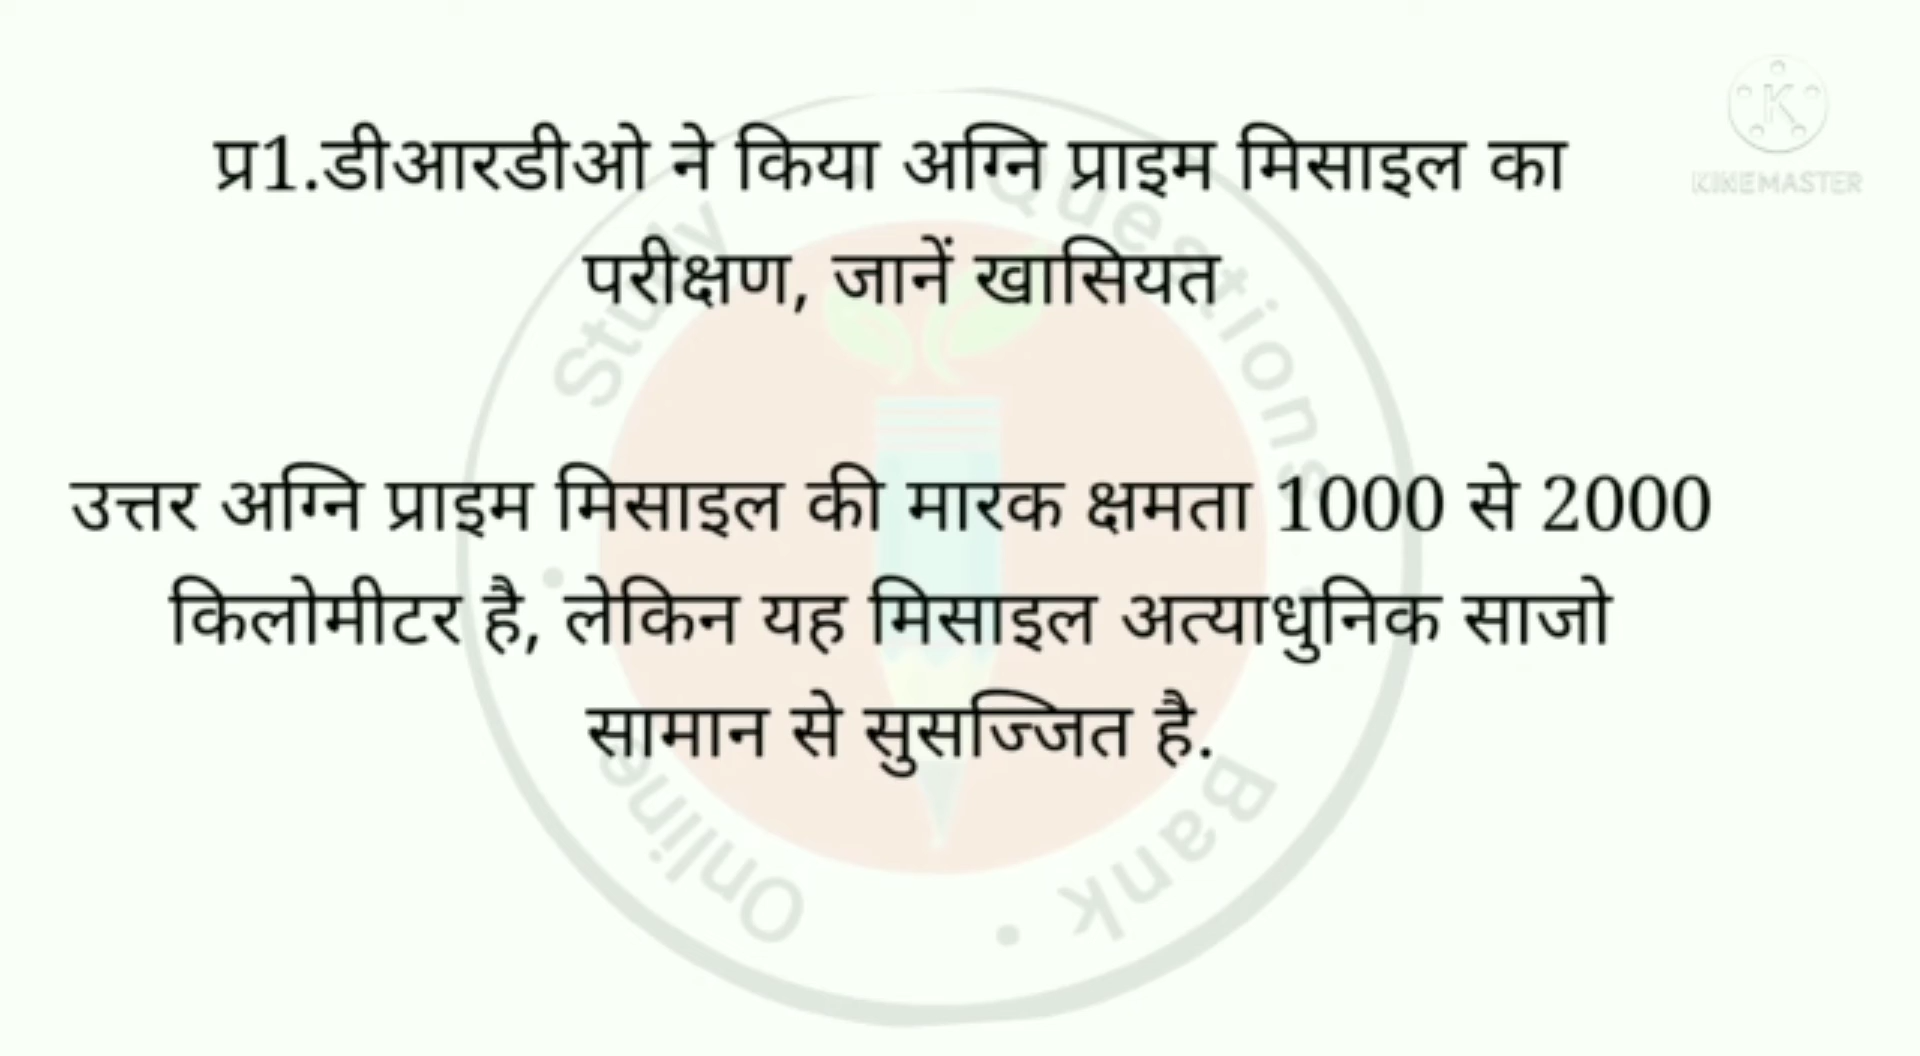 प्र1.डीआरडीओ ने किया अग्नि प्राइम मिसाइल का
परीक्षण, जानें खासियत
उत्तर अग्नि प्राइम मिसाइल की मारक क्षमता 1000 से 2000
किलोमीटर है, लेकिन यह मिसाइल अत्याधुनिक साजो
सामान से सुसज्जित है.
K
KINEMASTER
Study Questions Bank Online